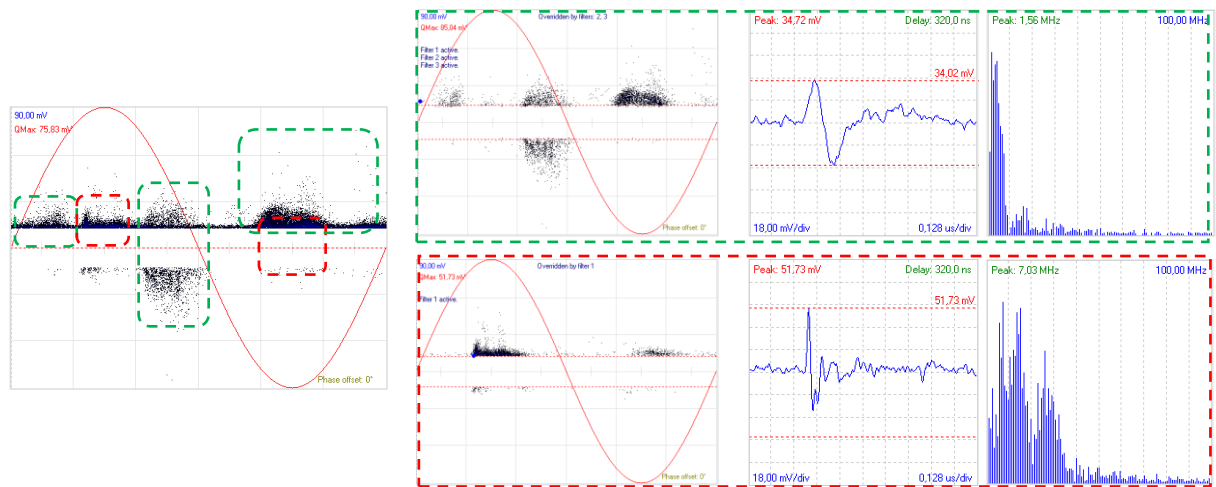 90,00 mV
QMax: 75,83 mV
Phase offset: 0°
90,00 mV
Overridden by filters: 2, 3
QMax: 85,04 mV
Filter 1 active.
Filter 2 active.
Filter 3 active.
Phase offset: 0°
Peak: 34,72 mV
Delay: 320,0 ns
34,02 mV
18,00 mV/div
0,128 us/div
Peak: 1,56 MHz
100,00 MHz
90,00 mV
Overridden by filter 1
QMax: 51,73 mV
Filter 1 active.
Phase offset: 0°
Peak: 51,73 mV
Delay: 320,0 ns
51,73 mV
18,00 mV/div
0,128 us/div
Peak: 7,03 MHz
100,00 MHz